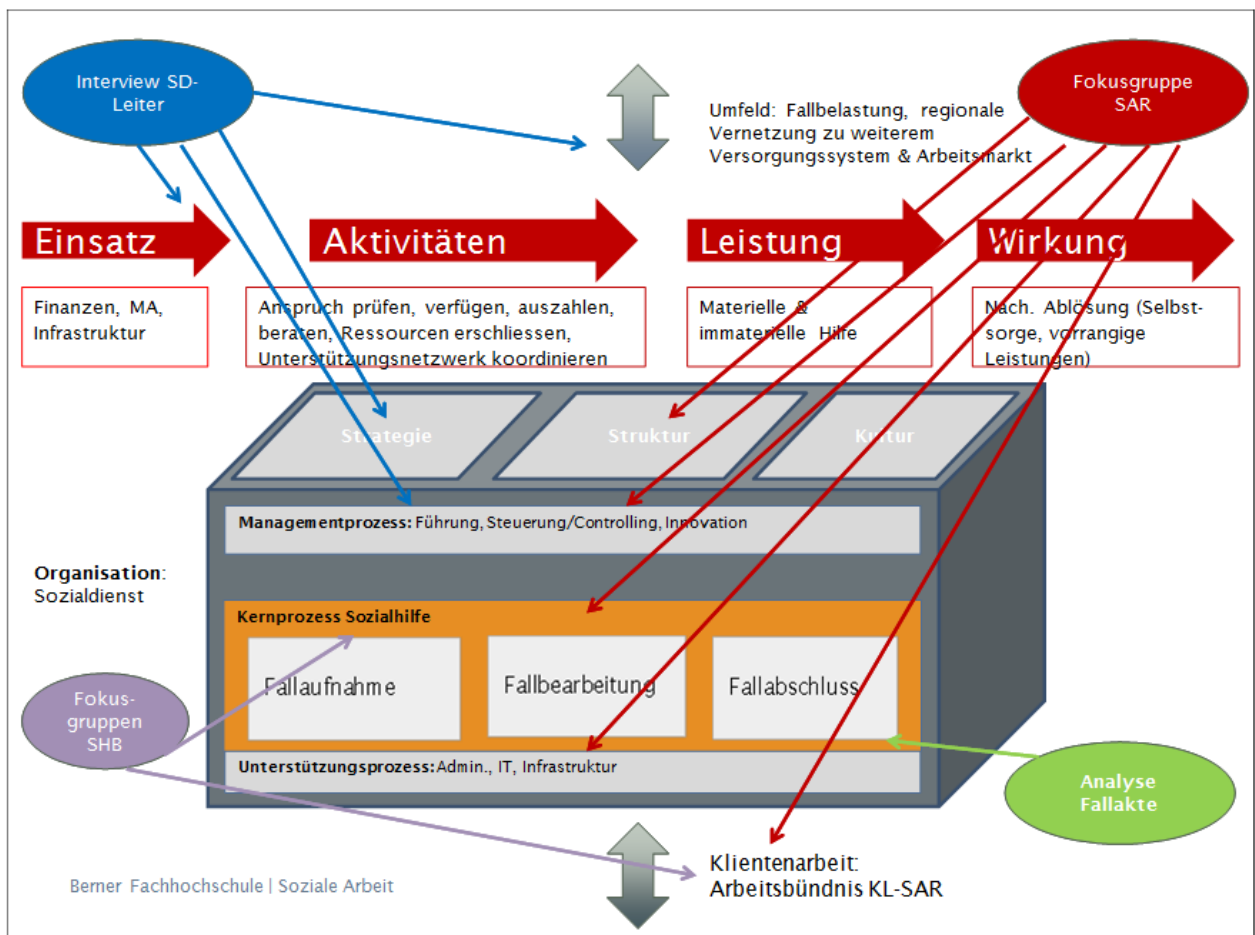 Interview SD-
Leiter
Fokusgruppe
SAR
Umfeld: Fallbelastung, regionale
Vernetzung zu weiterem
Versorgungssystem & Arbeitsmarkt
Einsatz
Aktivitäten
Leistung
Wirkung
Finanzen, MA,
Infrastruktur
Anspruch prüfen, verfügen, auszahlen,
beraten, Ressourcen erschliessen,
Unterstützungsnetzwerk koordinieren
Materielle &
immaterielle Hilfe
Nach. Ablösung (Selbst-
sorge, vorrangige
Leistungen)
Strategie
Struktur
Kultur
Managementprozess: Führung, Steuerung/Controlling, Innovation
Organisation:
Sozialdienst
Kernprozess Sozialhilfe
Fallaufnahme
Fallbearbeitung
Fallabschluss
Fokus-
gruppen
SHB
Unterstützungsprozess:Admin., IT, Infrastruktur
Analyse
Fallakte
Klientenarbeit:
Arbeitsbündnis KL-SAR
Berner Fachhochschule | Soziale Arbeit